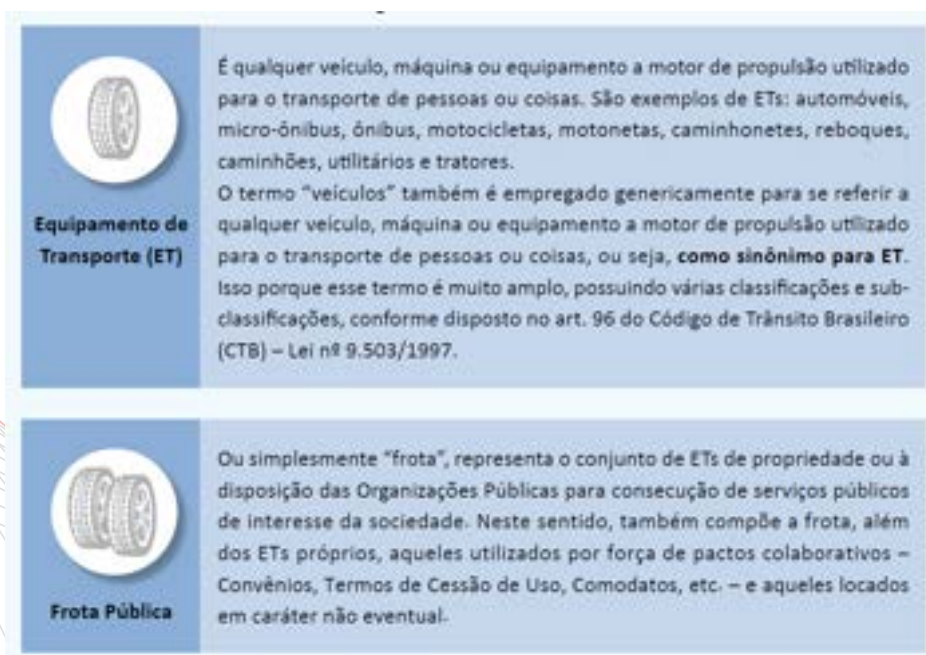 É qualquer veículo, máquina ou equipamento a motor de propulsão utilizado
para o transporte de pessoas ou coisas. São exemplos de ETs: automóveis,
micro-ônibus, ônibus, motocicletas, motonetas, caminhonetes, reboques,
caminhões, utilitários e tratores.
O termo “veículos” também é empregado genericamente para se referir a
qualquer veículo, máquina ou equipamento a motor de propulsão utilizado
para o transporte de pessoas ou coisas, ou seja, como sinônimo para ET.
Isso porque esse termo é muito amplo, possuindo várias classificações e sub-
classificações, conforme disposto no art. 96 do Código de Trânsito Brasileiro
(CTB) – Lei nº 9.503/1997.
Equipamento de
Transporte (ET)
Ou simplesmente “frota”, representa o conjunto de ETs de propriedade ou à
disposição das Organizações Públicas para consecução de serviços públicos
de interesse da sociedade. Neste sentido, também compõe a frota, além
dos ETs próprios, aqueles utilizados por força de pactos colaborativos –
Convênios, Termos de Cessão de Uso, Comodatos, etc. – e aqueles locados
em caráter não eventual.
Frota Pública